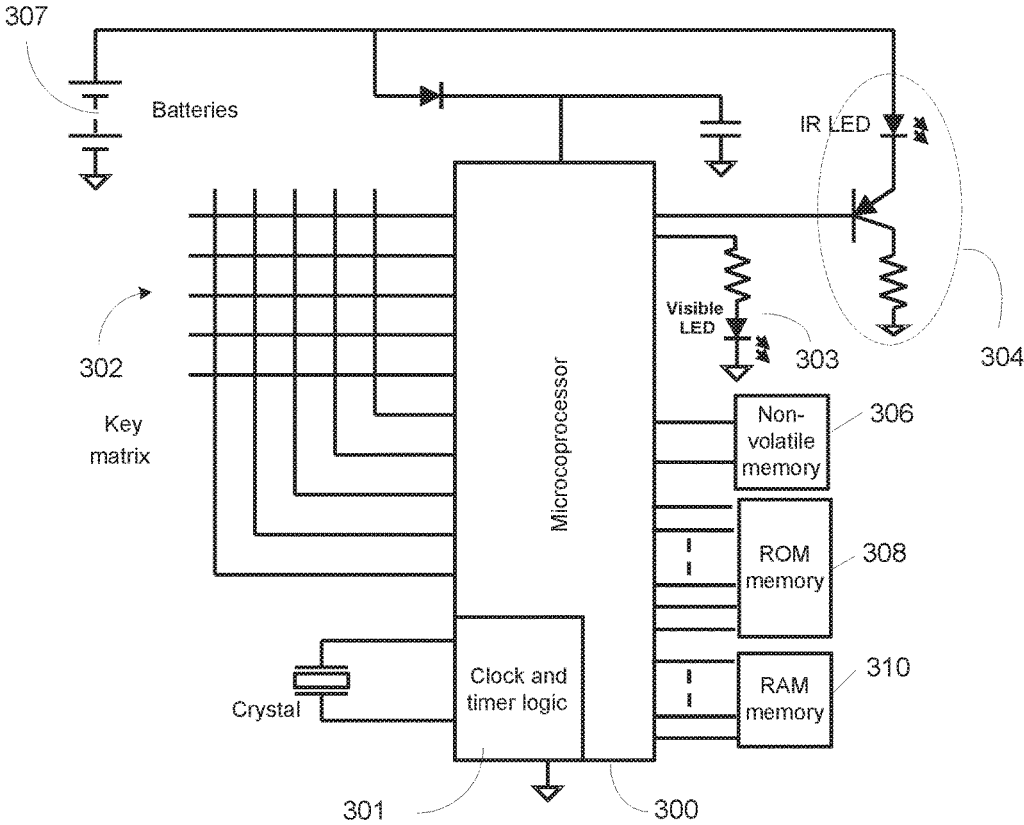 307
Batteries
IR LED
302
Key
matrix
Visible
LED
303
304
Microcoprocessor
Non-
volatile
memory
306
ROM
memory
308
RAM
memory
310
Crystal
Clock and
timer logic
301
300